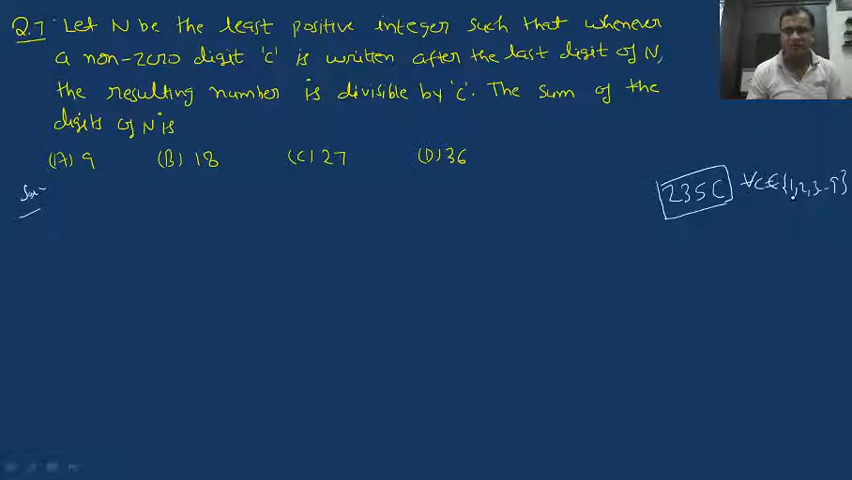 Q.7 Let N be the least positive integer such that whenever
a non-zero digit 'c' is written after the last digit of N,
the resulting number is divisible by 'c'. The sum of the
digits of N is
(A) 9 (B) 18 (C) 27 (D) 36
Sol-
235C ∀C∈{1,2,3--9}